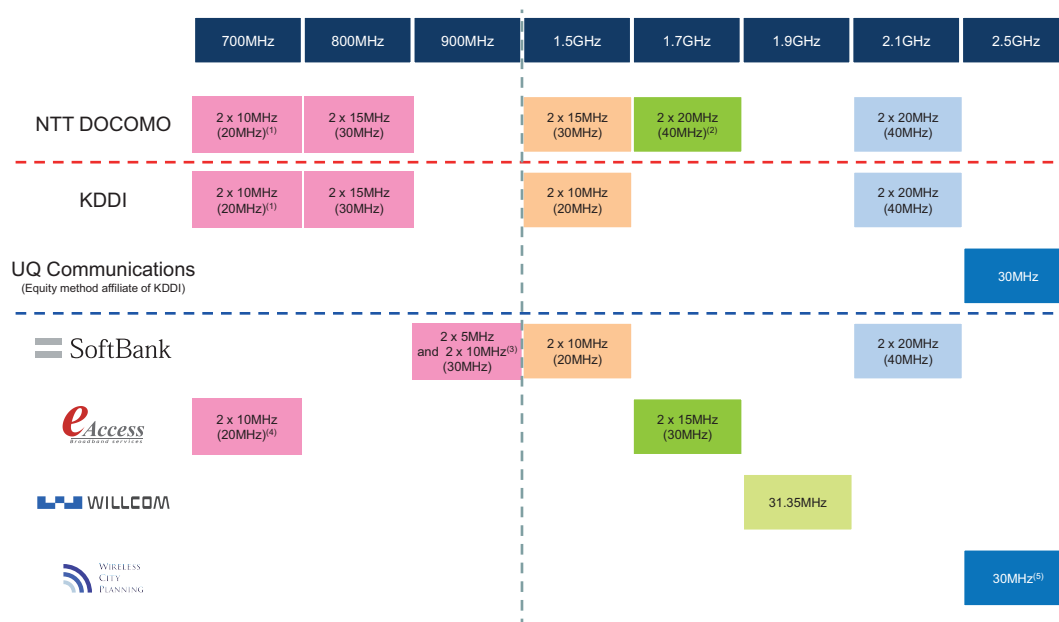 700MHz 800MHz 900MHz 1.5GHz 1.7GHz 1.9GHz 2.1GHz 2.5GHz
NTT DOCOMO
2 x 10MHz
(20MHz)(1)
2 x 15MHz
(30MHz)
2 x 15MHz
(30MHz)
2 x 20MHz
(40MHz)(2)
2 x 20MHz
(40MHz)
KDDI
2 x 10MHz
(20MHz)(1)
2 x 15MHz
(30MHz)
2 x 10MHz
(20MHz)
2 x 20MHz
(40MHz)
UQ Communications
(Equity method affiliate of KDDI)
30MHz
SoftBank
2 x 5MHz
and 2 x 10MHz(3)
(30MHz)
2 x 10MHz
(20MHz)
2 x 20MHz
(40MHz)
eAccess
Broadband services
2 x 10MHz
(20MHz)(4)
2 x 15MHz
(30MHz)
WILLCOM
31.35MHz
WIRELESS
CITY
PLANNING
30MHz(5)